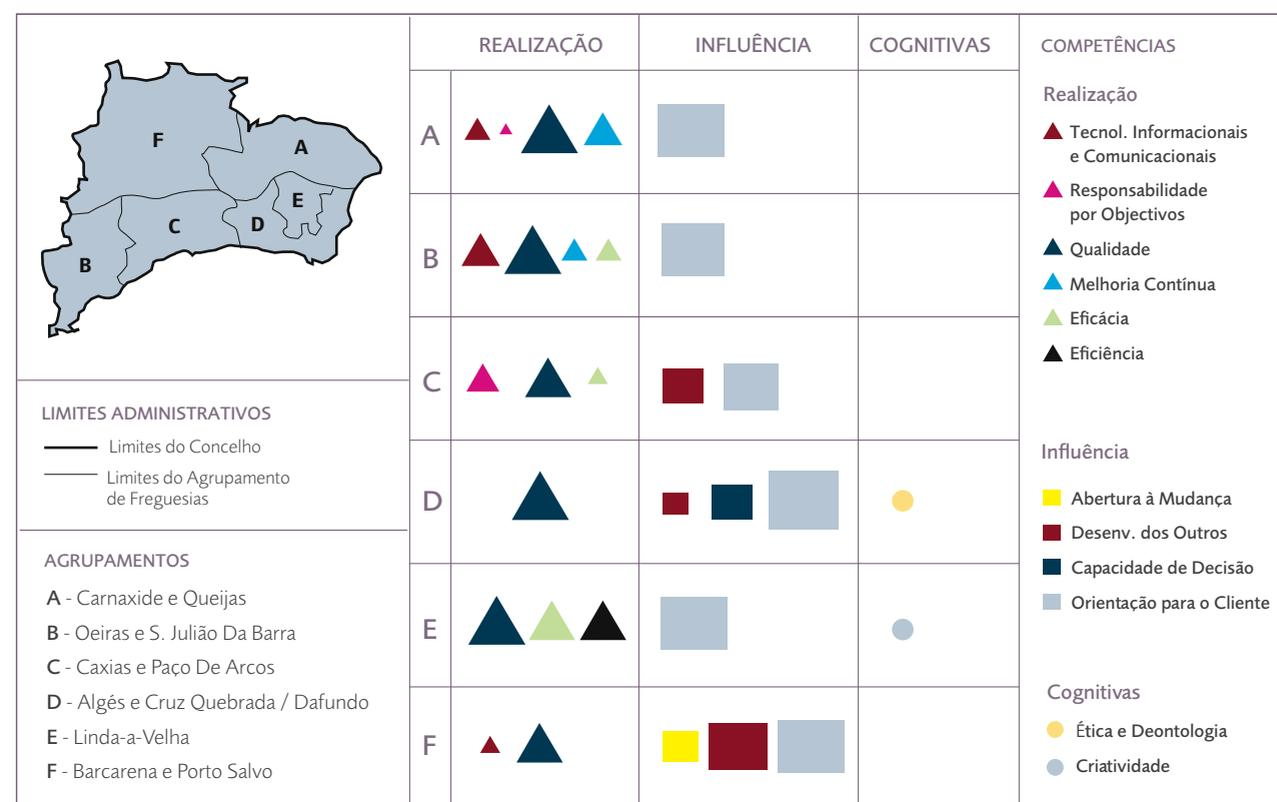 F
A
E
C
D
B
LIMITES ADMINISTRATIVOS
Limites do Concelho
Limites do Agrupamento
de Freguesias
AGRUPAMENTOS
A - Carnaxide e Queijas
B - Oeiras e S. Julião Da Barra
C - Caxias e Paço De Arcos
D - Algés e Cruz Quebrada / Dafundo
E - Linda-a-Velha
F - Barcarena e Porto Salvo
REALIZAÇÃO
INFLUÊNCIA
COGNITIVAS
A
B
C
D
E
F
COMPETÊNCIAS
Realização
Tecnol. Informacionais
e Comunicacionais
Responsabilidade
por Objectivos
Qualidade
Melhoria Contínua
Eficácia
Eficiência
Influência
Abertura à Mudança
Desenv. dos Outros
Capacidade de Decisão
Orientação para o Cliente
Cognitivas
Ética e Deontologia
Criatividade